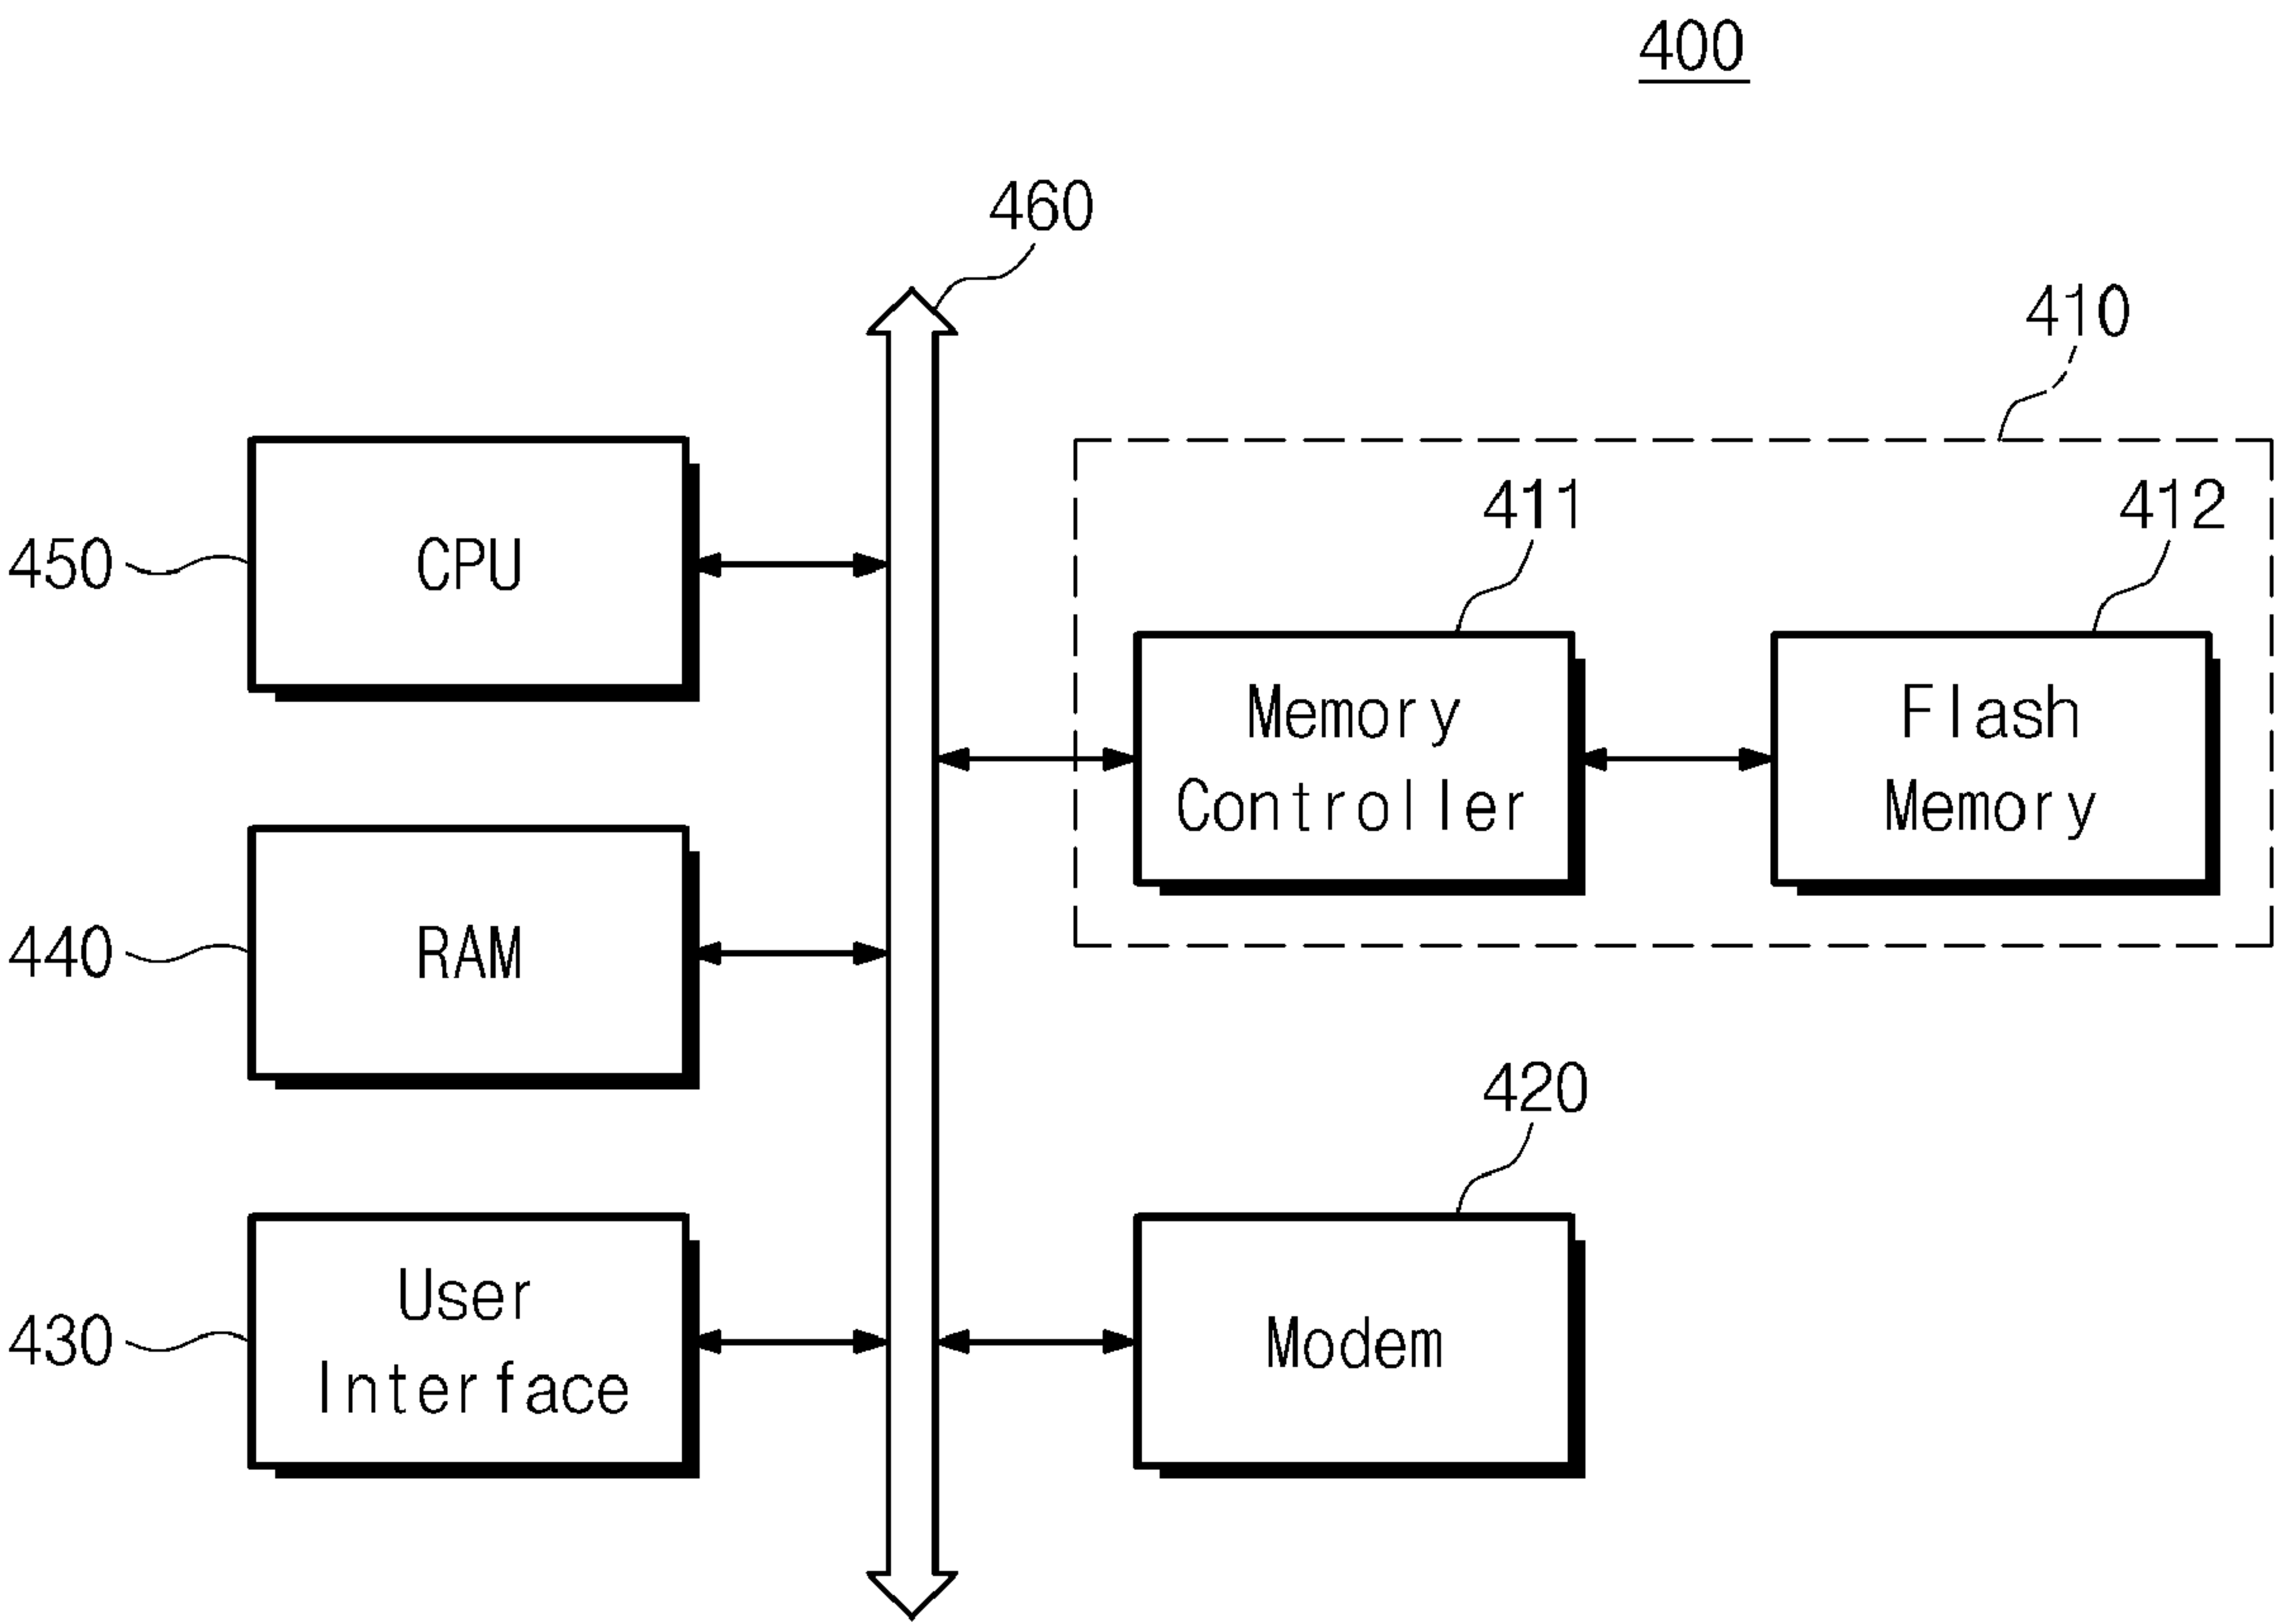 400
460
410
411
412
450
CPU
Memory
Controller
Flash
Memory
440
RAM
420
430
User
Interface
Modem